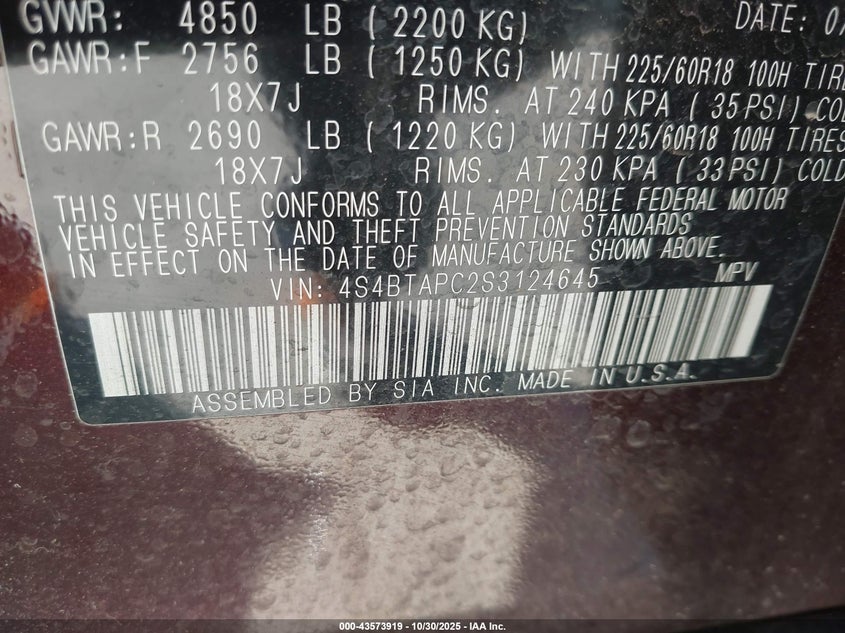 GVWR: 4850 LB (2200 KG) DATE: 07
GAWR:F 2756 LB (1250 KG) WITH 225/60R18 100H TIRE
18X7J RIMS. AT 240 KPA (35 PSI) COL
GAWR:R 2690 LB (1220 KG) WITH 225/60R18 100H TIRES
18X7J RIMS. AT 230 KPA (33 PSI) COLD
THIS VEHICLE CONFORMS TO ALL APPLICABLE FEDERAL MOTOR
VEHICLE SAFETY AND THEFT PREVENTION STANDARDS
IN EFFECT ON THE DATE OF MANUFACTURE SHOWN ABOVE.
VIN: 4S4BTAPC2S3124645 MPV
ASSEMBLED BY SIA INC. MADE IN U.S.A.
000-43573919 - 10/30/2025 - IAA Inc.